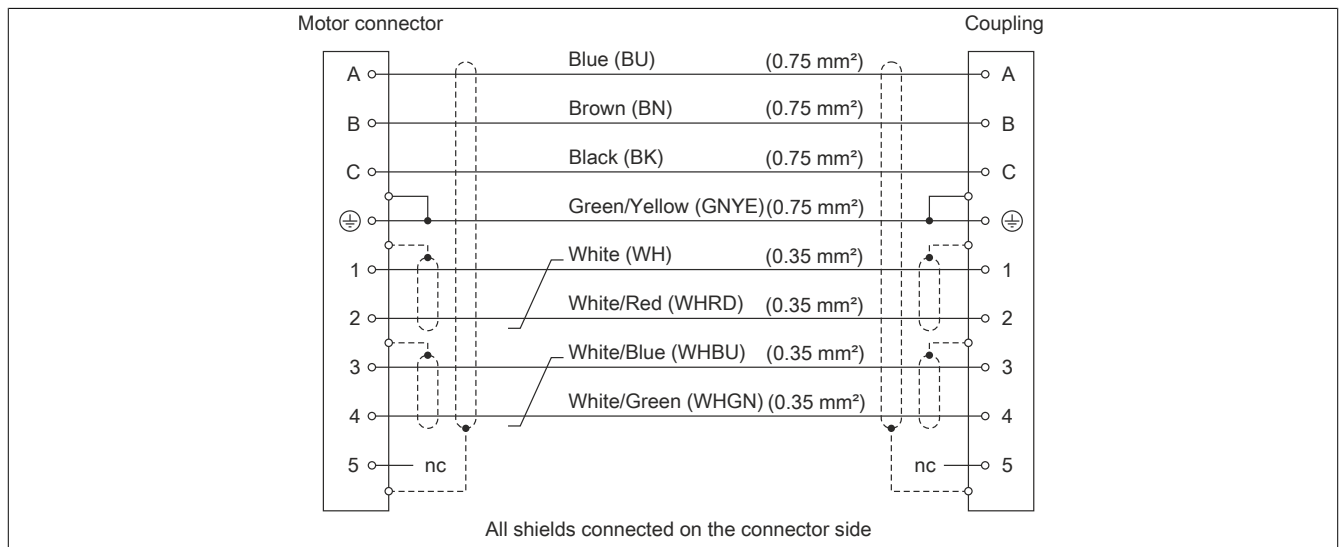 Motor connector Coupling
A Blue (BU) (0.75 mm²) A
B Brown (BN) (0.75 mm²) B
C Black (BK) (0.75 mm²) C
Green/Yellow (GNYE) (0.75 mm²)
1 White (WH) (0.35 mm²) 1
2 White/Red (WHRD) (0.35 mm²) 2
3 White/Blue (WHBU) (0.35 mm²) 3
4 White/Green (WHGN) (0.35 mm²) 4
5 nc nc 5
All shields connected on the connector side